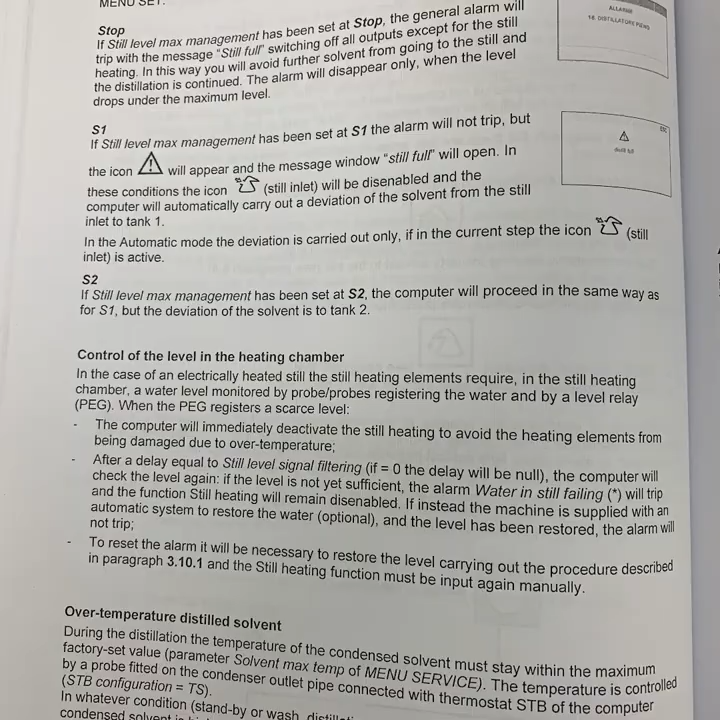 MENU SET.
Stop
If Still level max management has been set at Stop, the general alarm will
trip with the message "Still full" switching off all outputs except for the still
heating. In this way you will avoid further solvent from going to the still and
the distillation is continued. The alarm will disappear only, when the level
drops under the maximum level.
ALLARME
14. DISTILLATORE PIENO
S1
If Still level max management has been set at S1 the alarm will not trip, but
the icon will appear and the message window "still full" will open. In
these conditions the icon (still inlet) will be disenabled and the
computer will automatically carry out a deviation of the solvent from the still
inlet to tank 1.
In the Automatic mode the deviation is carried out only, if in the current step the icon (still
inlet) is active.
ESC
S2
If Still level max management has been set at S2, the computer will proceed in the same way as
for S1, but the deviation of the solvent is to tank 2.
Control of the level in the heating chamber
In the case of an electrically heated still the still heating elements require, in the still heating
chamber, a water level monitored by probe/probes registering the water and by a level relay
(PEG). When the PEG registers a scarce level:
- The computer will immediately deactivate the still heating to avoid the heating elements from
being damaged due to over-temperature;
- After a delay equal to Still level signal filtering (if = 0 the delay will be null), the computer will
check the level again: if the level is not yet sufficient, the alarm Water in still failing (*) will trip
and the function Still heating will remain disenabled. If instead the machine is supplied with an
automatic system to restore the water (optional), and the level has been restored, the alarm will
not trip;
- To reset the alarm it will be necessary to restore the level carrying out the procedure described
in paragraph 3.10.1 and the Still heating function must be input again manually.
Over-temperature distilled solvent
During the distillation the temperature of the condensed solvent must stay within the maximum
factory-set value (parameter Solvent max temp of MENU SERVICE). The temperature is controlled
by a probe fitted on the condenser outlet pipe connected with thermostat STB of the computer
(STB configuration = TS).
In whatever condition (stand-by or wash,
condensed solvent is